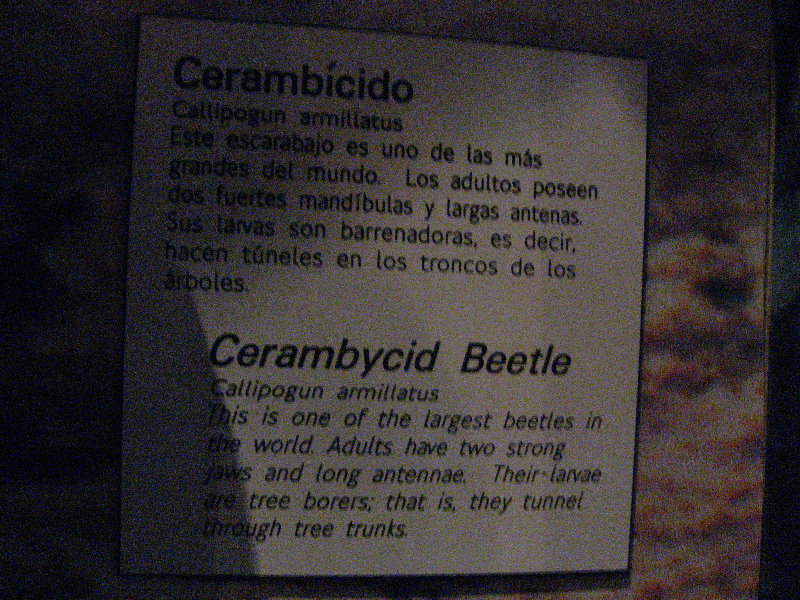 Cerambícido
Callipogun armillatus
Este escarabajo es uno de las más
grandes del mundo. Los adultos poseen
dos fuertes mandíbulas y largas antenas.
Sus larvas son barrenadoras, es decir,
hacen túneles en los troncos de los
árboles.
Cerambycid Beetle
Callipogun armillatus
This is one of the largest beetles in
the world. Adults have two strong
jaws and long antennae. Their larvae
are tree borers; that is, they tunnel
through tree trunks.